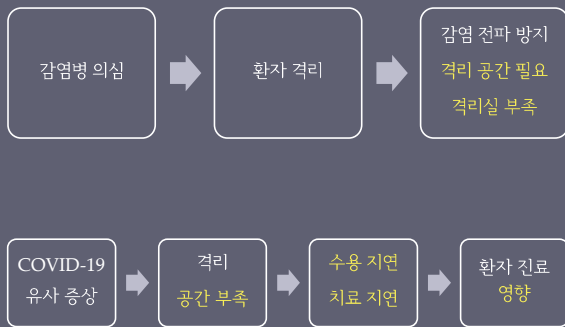 감염병 의심
환자 격리
감염 전파 방지
격리 공간 필요
격리실 부족
COVID-19
유사 증상
격리
공간 부족
수용 지연
치료 지연
환자 진료
영향